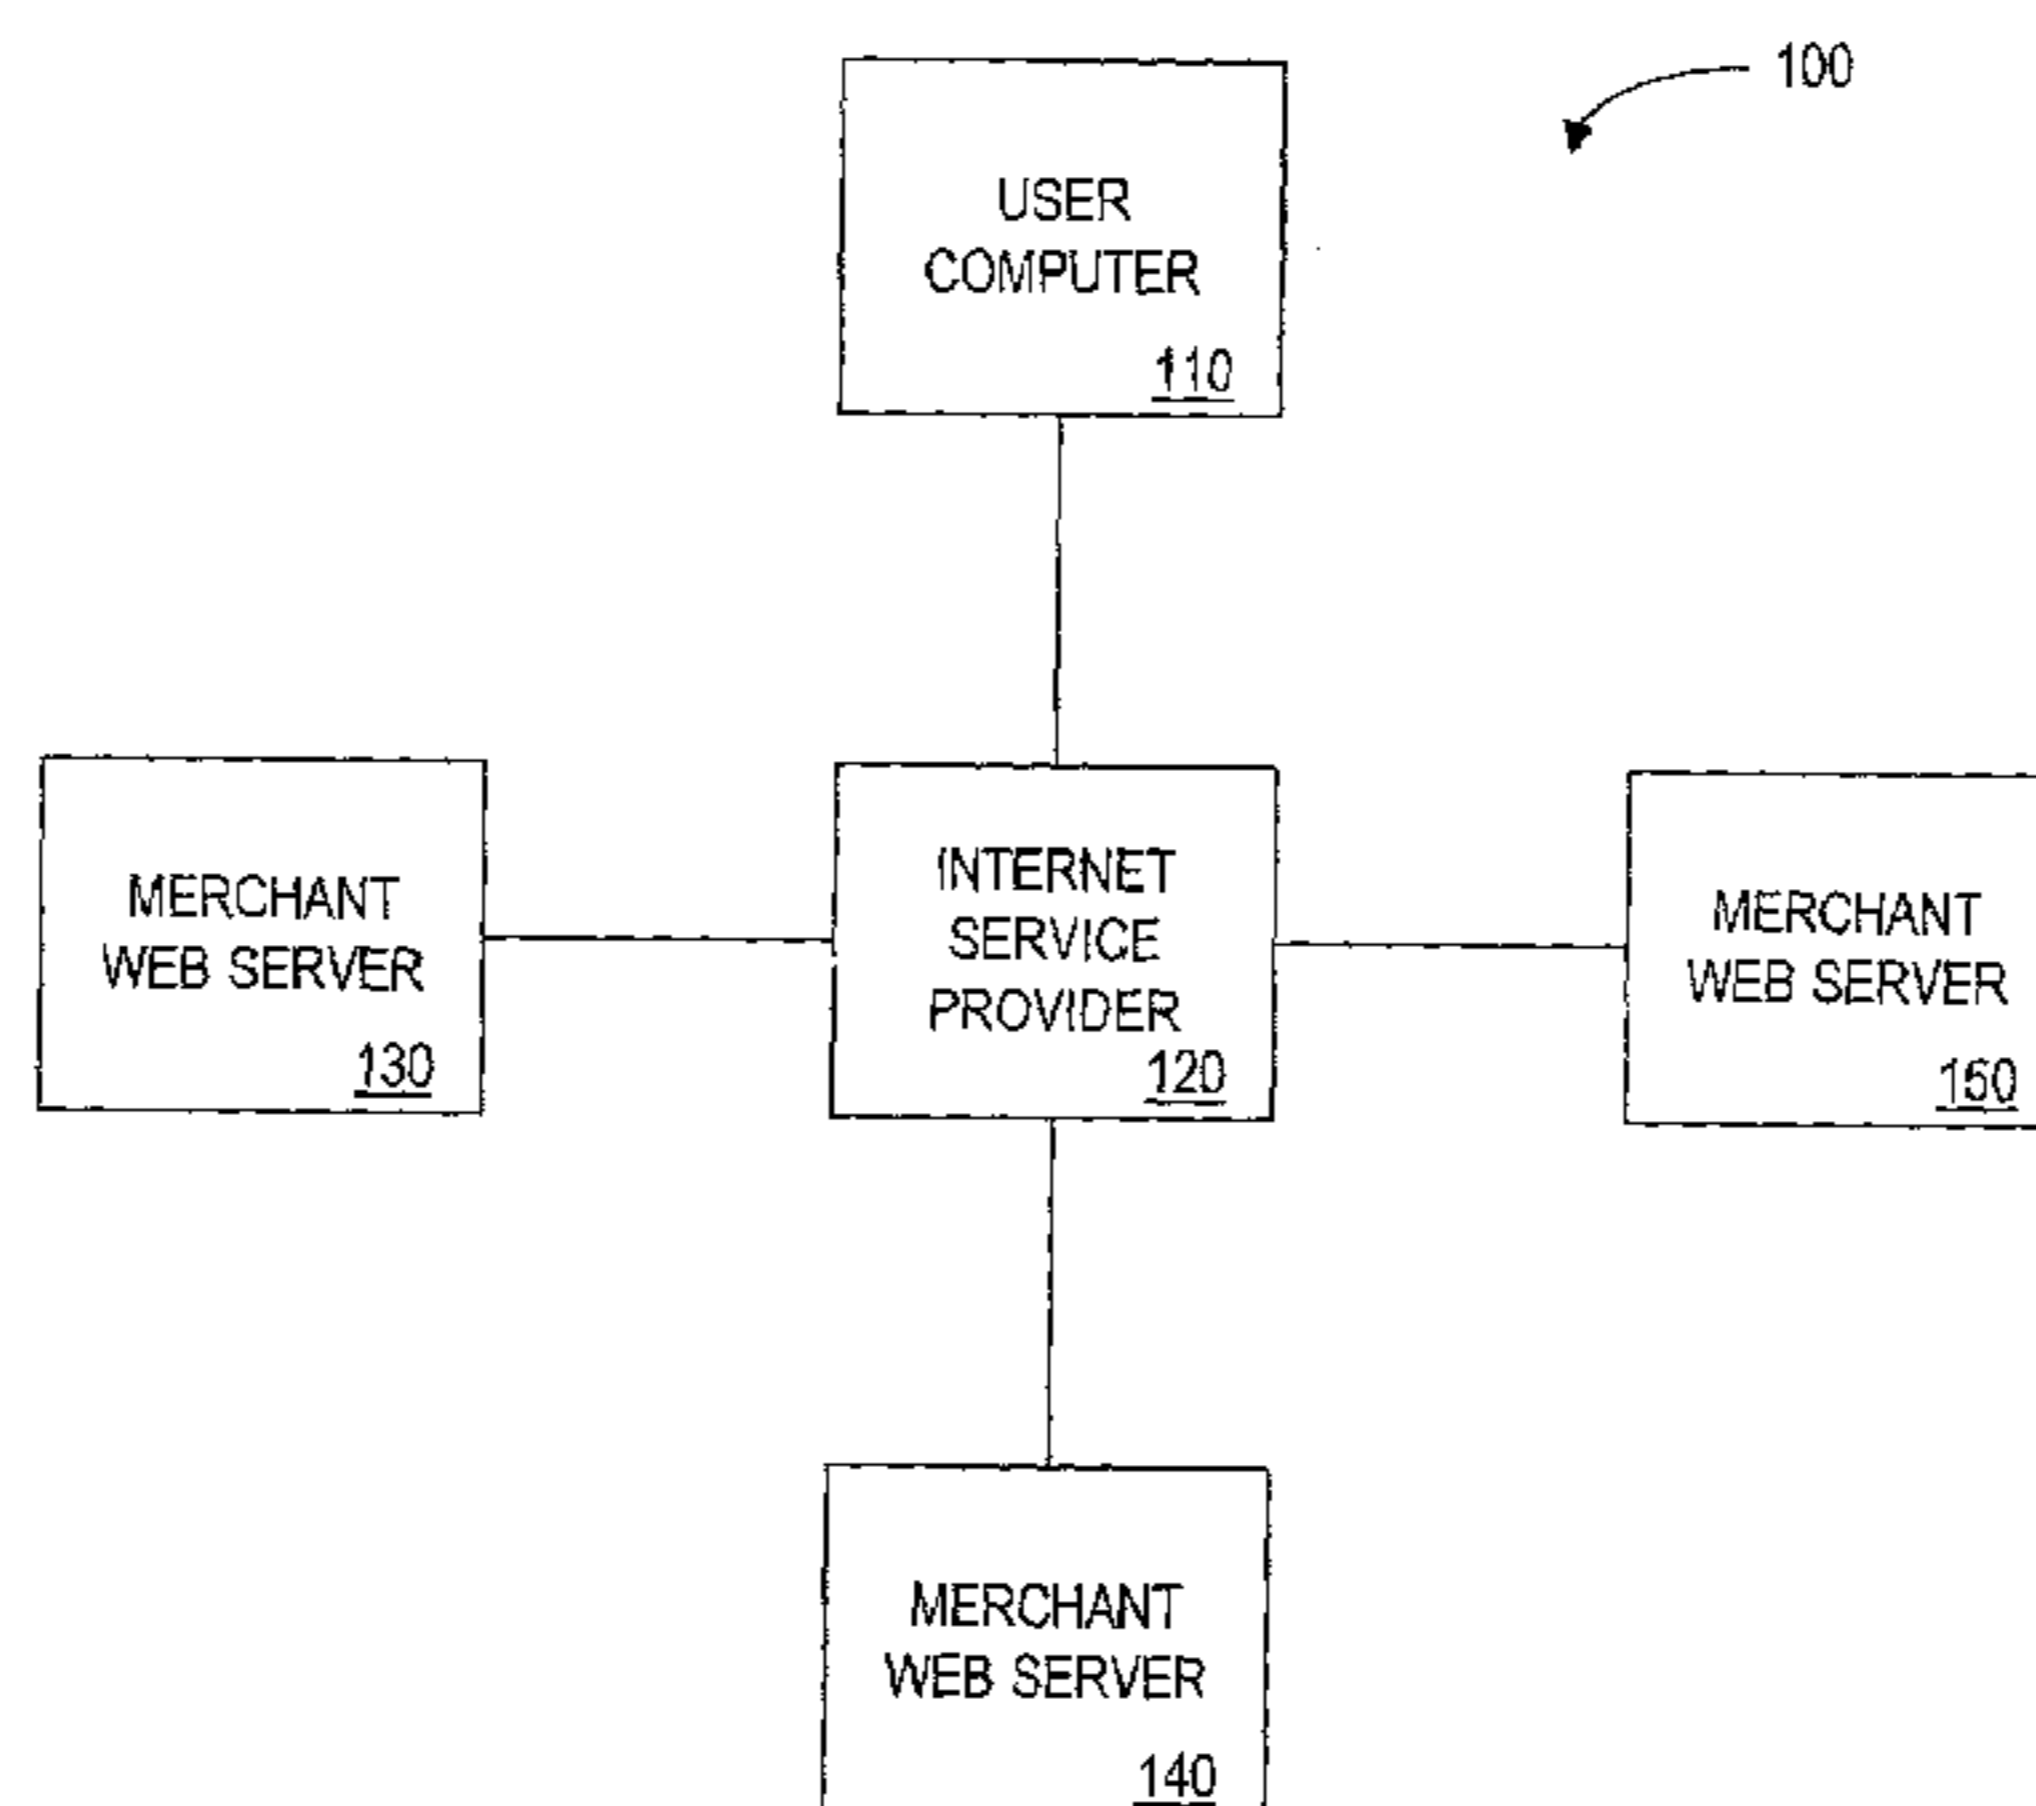 100
USER
COMPUTER
110
MERCHANT
WEB SERVER
130
INTERNET
SERVICE
PROVIDER
120
MERCHANT
WEB SERVER
150
MERCHANT
WEB SERVER
140